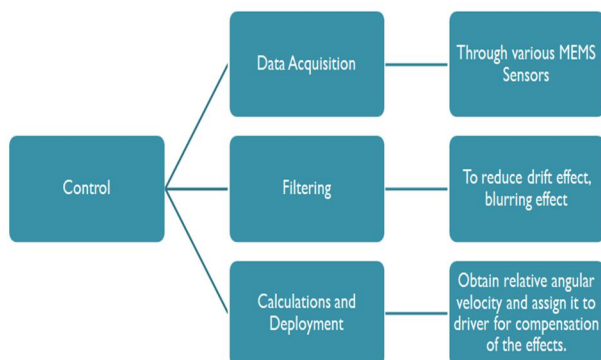 Data Acquisition
Through various MEMS
Sensors
Control
Filtering
To reduce drift effect,
blurring effect
Calculations and
Deployment
Obtain relative angular
velocity and assign it to
driver for compensation
of the effects.